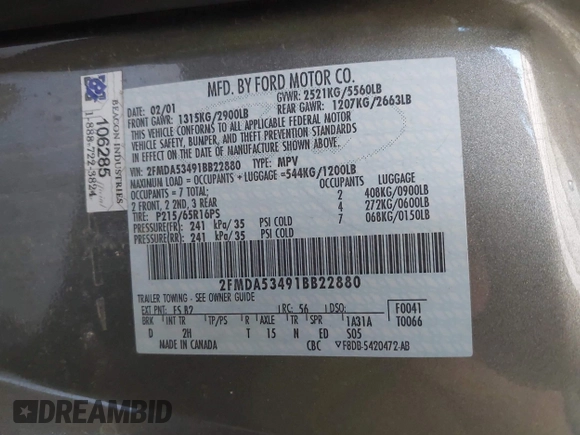 BEACON INDUSTRIES
106285
1-888-722-3824
MFD. BY FORD MOTOR CO.
DATE: 02/01
GVWR: 2521KG/5560LB
FRONT GAWR: 1315KG/2900LB
REAR GAWR: 1207KG/2663LB
THIS VEHICLE CONFORMS TO ALL APPLICABLE FEDERAL MOTOR
VEHICLE SAFETY, BUMPER, AND THEFT PREVENTION STANDARDS
IN EFFECT ON THE DATE OF MANUFACTURE SHOWN ABOVE.
VIN: 2FMDA53491BB22880
TYPE: MPV
MAXIMUM LOAD = OCCUPANTS + LUGGAGE =544KG/1200LB
OCCUPANTS = 7 TOTAL; LUGGAGE
2 FRONT, 2 2ND, 3 REAR
2 408KG/0900LB
4 272KG/0600LB
7 068KG/0150LB
TIRE: P215/65R16PS
PRESSURE(FR): 241 kPa/ 35 PSI COLD
PRESSURE(RR): 241 kPa/ 35 PSI COLD
2FMDA53491BB22880
TRAILER TOWING - SEE OWNER GUIDE
EXT PNT: FS B2 RC: 56 DSO: F0041
BRK INT TR TP/PS R AXLE TR SPR 1A31A T0066
D 2H T 15 N ED S05
MADE IN CANADA
CBC F8DB-5420472-AB
DREAMBID